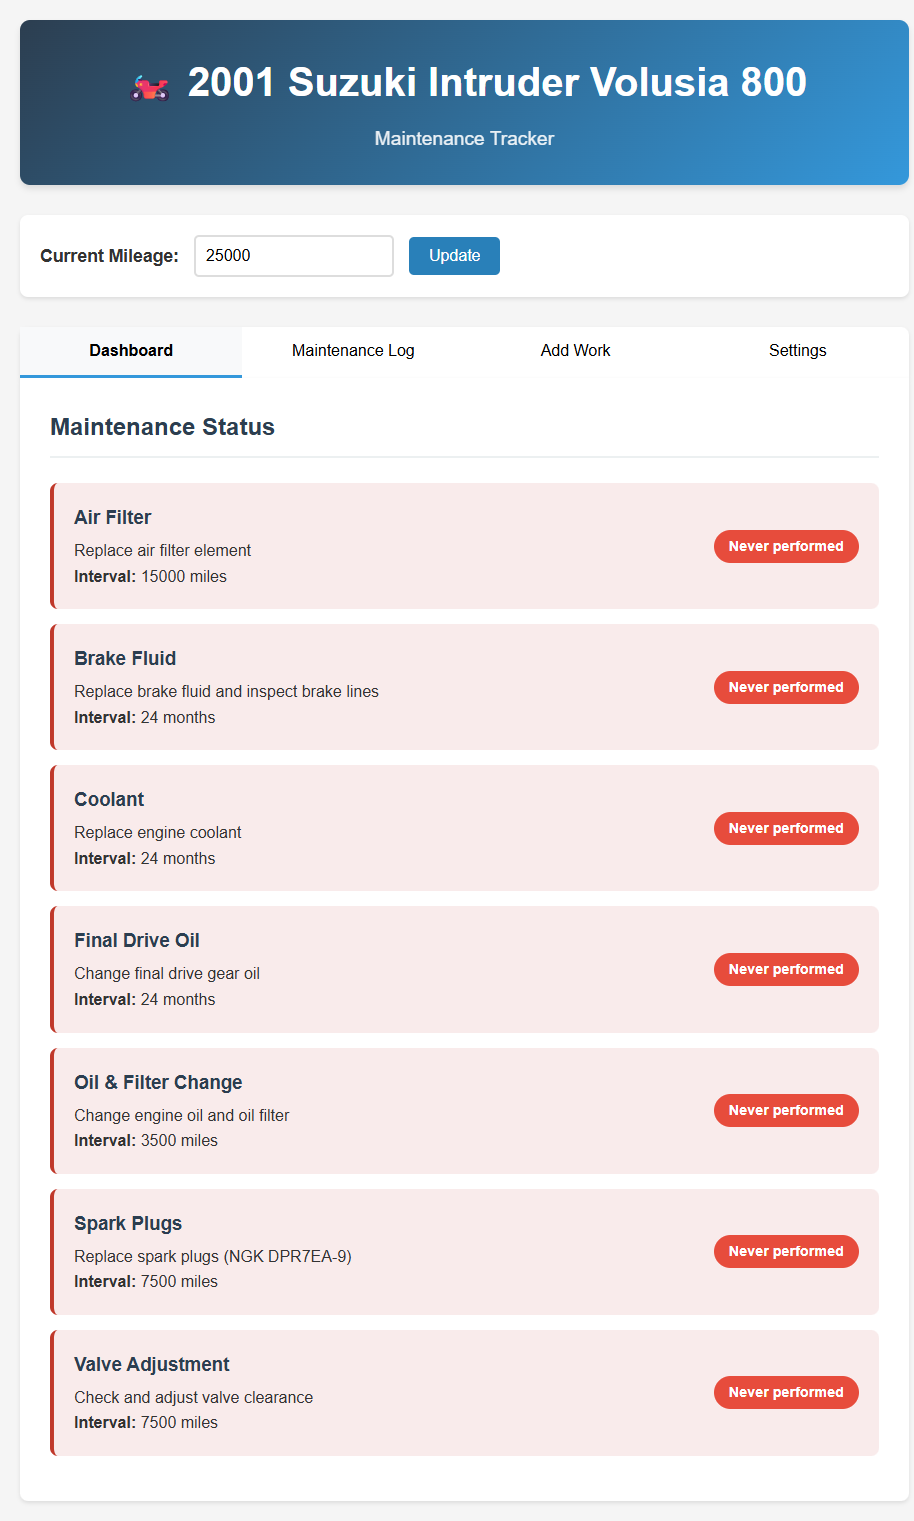 2001 Suzuki Intruder Volusia 800
Maintenance Tracker
Current Mileage: 25000 Update
Dashboard Maintenance Log Add Work Settings
Maintenance Status
Air Filter
Replace air filter element
Interval: 15000 miles
Never performed
Brake Fluid
Replace brake fluid and inspect brake lines
Interval: 24 months
Never performed
Coolant
Replace engine coolant
Interval: 24 months
Never performed
Final Drive Oil
Change final drive gear oil
Interval: 24 months
Never performed
Oil & Filter Change
Change engine oil and oil filter
Interval: 3500 miles
Never performed
Spark Plugs
Replace spark plugs (NGK DPR7EA-9)
Interval: 7500 miles
Never performed
Valve Adjustment
Check and adjust valve clearance
Interval: 7500 miles
Never performed